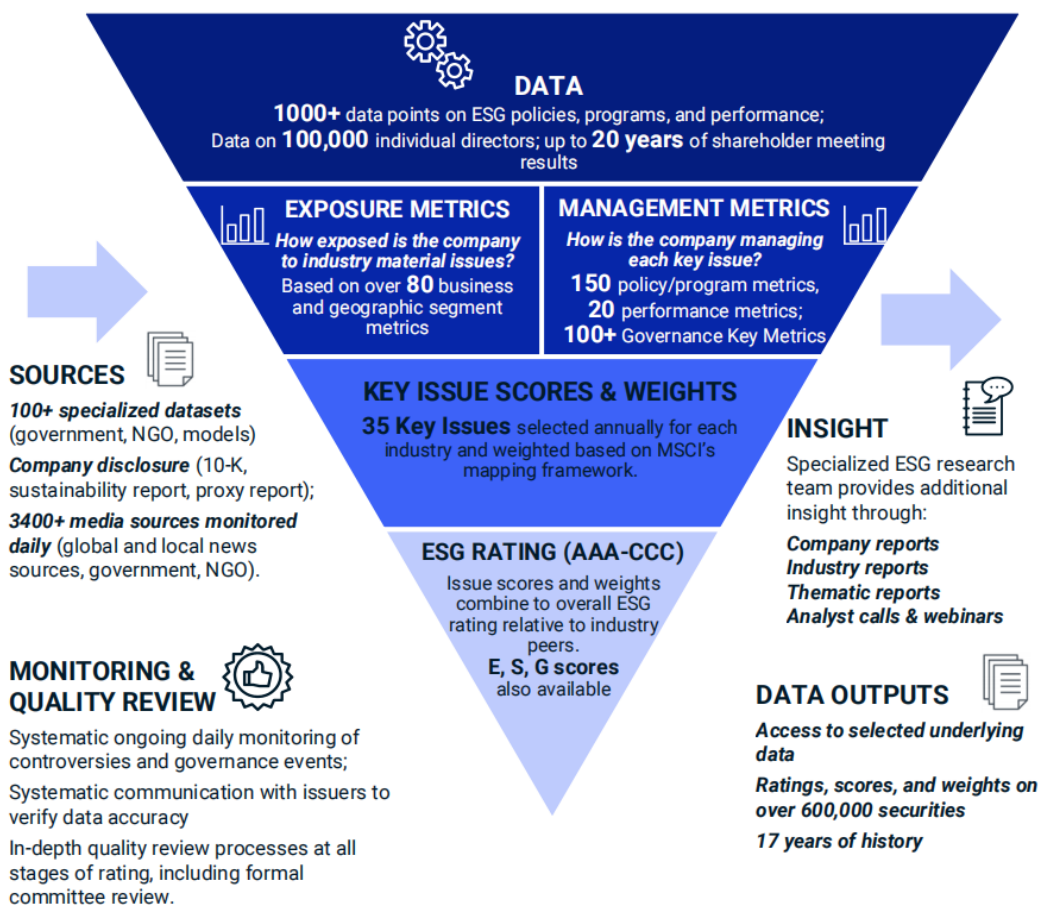 DATA
1000+ data points on ESG policies, programs, and performance;
Data on 100,000 individual directors; up to 20 years of shareholder meeting
results
EXPOSURE METRICS
How exposed is the company
to industry material issues?
Based on over 80 business
and geographic segment
metrics
MANAGEMENT METRICS
How is the company managing
each key issue?
150 policy/program metrics,
20 performance metrics;
100+ Governance Key Metrics
KEY ISSUE SCORES & WEIGHTS
35 Key Issues selected annually for each
industry and weighted based on MSCI's
mapping framework.
ESG RATING (AAA-CCC)
Issue scores and weights
combine to overall ESG
rating relative to industry
peers.
E, S, G scores
also available
SOURCES
100+ specialized datasets
(government, NGO, models)
Company disclosure (10-K,
sustainability report, proxy report);
3400+ media sources monitored
daily (global and local news
sources, government, NGO).
MONITORING &
QUALITY REVIEW
Systematic ongoing daily monitoring of
controversies and governance events;
Systematic communication with issuers to
verify data accuracy
In-depth quality review processes at all
stages of rating, including formal
committee review.
INSIGHT
Specialized ESG research
team provides additional
insight through:
Company reports
Industry reports
Thematic reports
Analyst calls & webinars
DATA OUTPUTS
Access to selected underlying
data
Ratings, scores, and weights on
over 600,000 securities
17 years of history